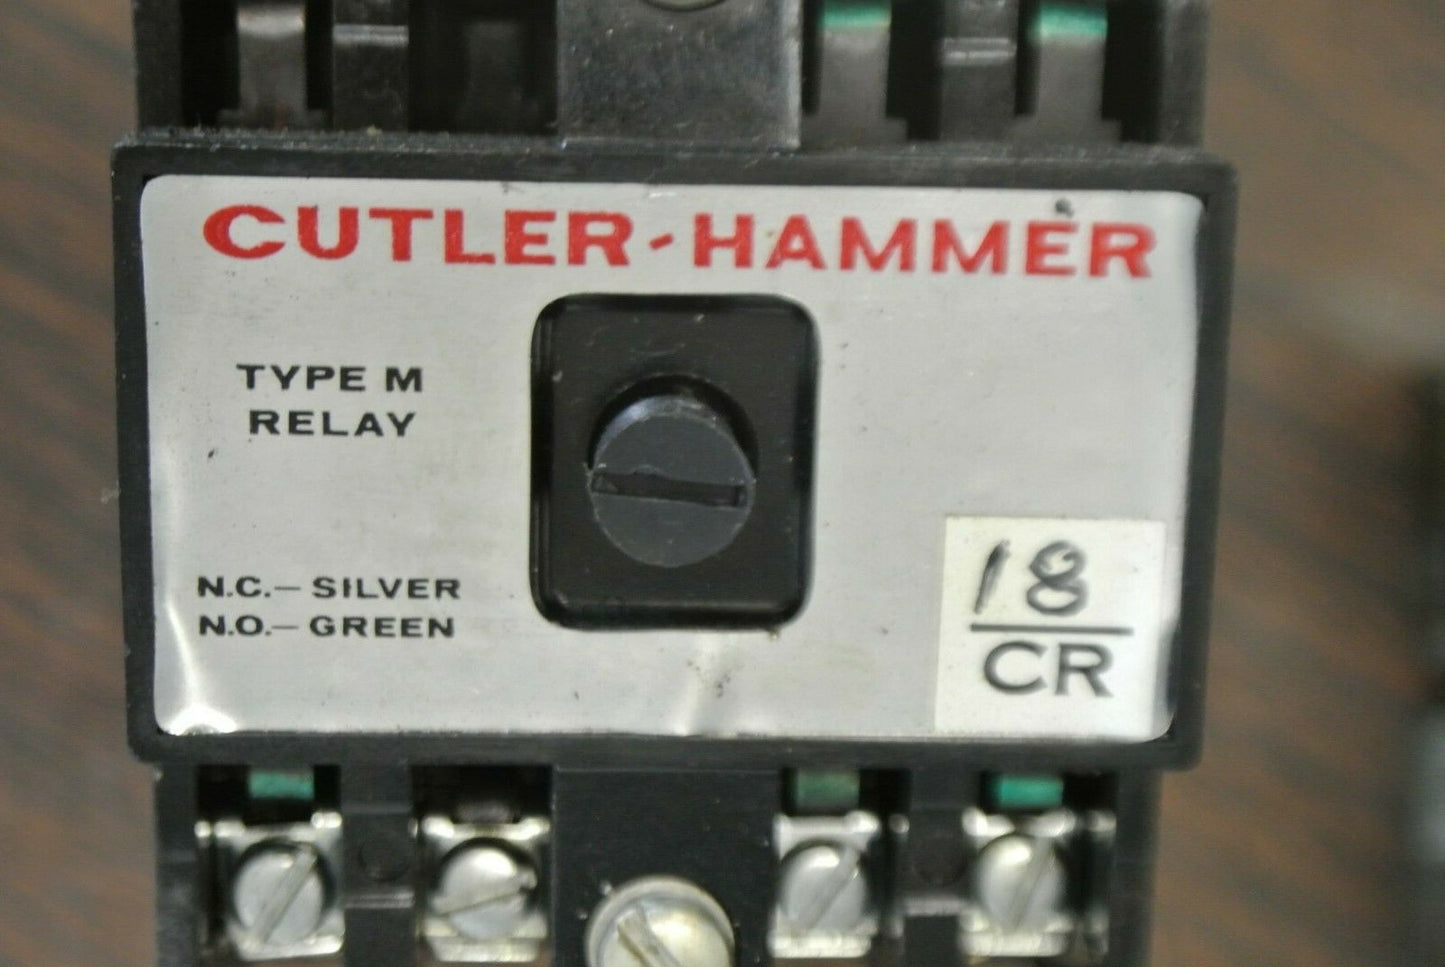 CUTLER-HAMMER
TYPE M
RELAY
N.C.— SILVER
N.O.— GREEN
18
CR